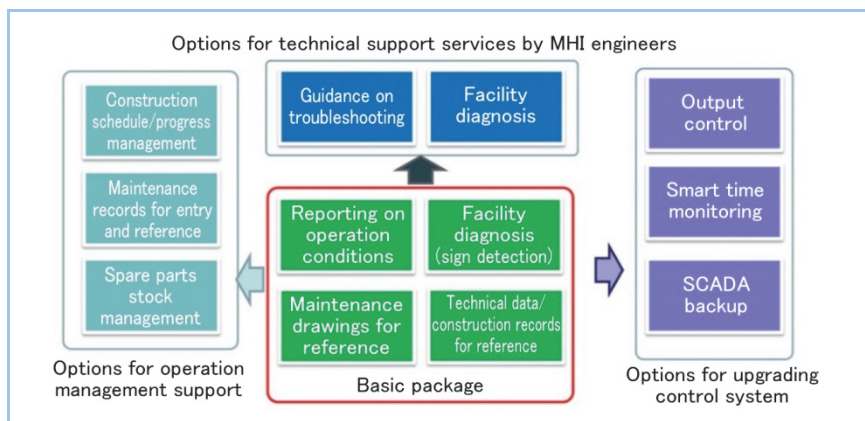 Options for technical support services by MHI engineers
Construction
schedule/progress
management
Maintenance
records for entry
and reference
Spare parts
stock
management
Options for operation
management support
Guidance on
troubleshooting
Facility
diagnosis
Reporting on
operation
conditions
Facility
diagnosis
(sign detection)
Maintenance
drawings for
reference
Technical data/
construction records
for reference
Basic package
Output
control
Smart time
monitoring
SCADA
backup
Options for upgrading
control system